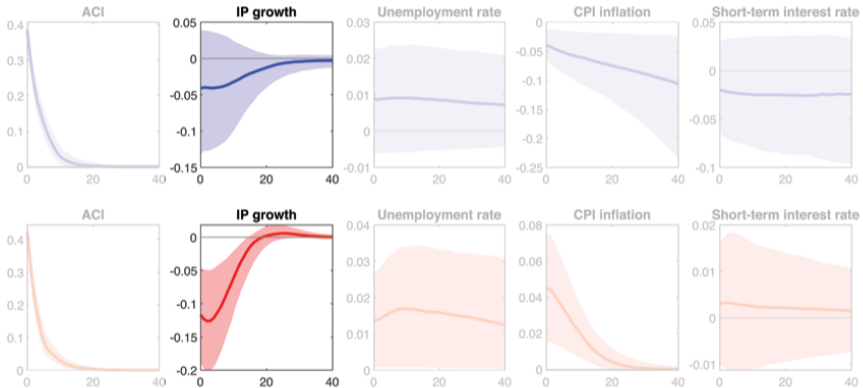 ACI IP growth Unemployment rate CPI inflation Short-term interest rate
0.4 0.05 0.03 0 0.05
0.3 0 0.02 -0.05 0
0.2 -0.05 0.01 -0.1 -0.05
0.1 -0.1 0 -0.15 -0.1
0 -0.15 -0.01 -0.2
-0.25
0 20 40 0 20 40 0 20 40 0 20 40 0 20 40
ACI IP growth Unemployment rate CPI inflation Short-term interest rate
0.4 0 0.04 0.08 0.02
0.3 -0.05 0.03 0.06 0.01
0.2 -0.1 0.02 0.04 0
0.1 -0.15 0.01 0.02 -0.01
0 -0.2 0 0
0 20 40 0 20 40 0 20 40 0 20 40 0 20 40